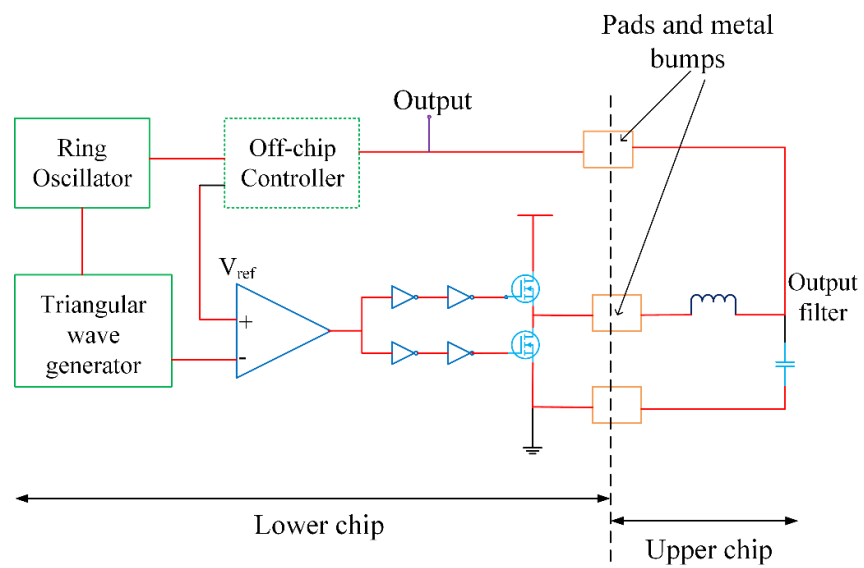 Pads and metal
bumps
Output
Ring
Oscillator
Off-chip
Controller
Vref
Triangular
wave
generator
+
-
Output
filter
Lower chip
Upper chip